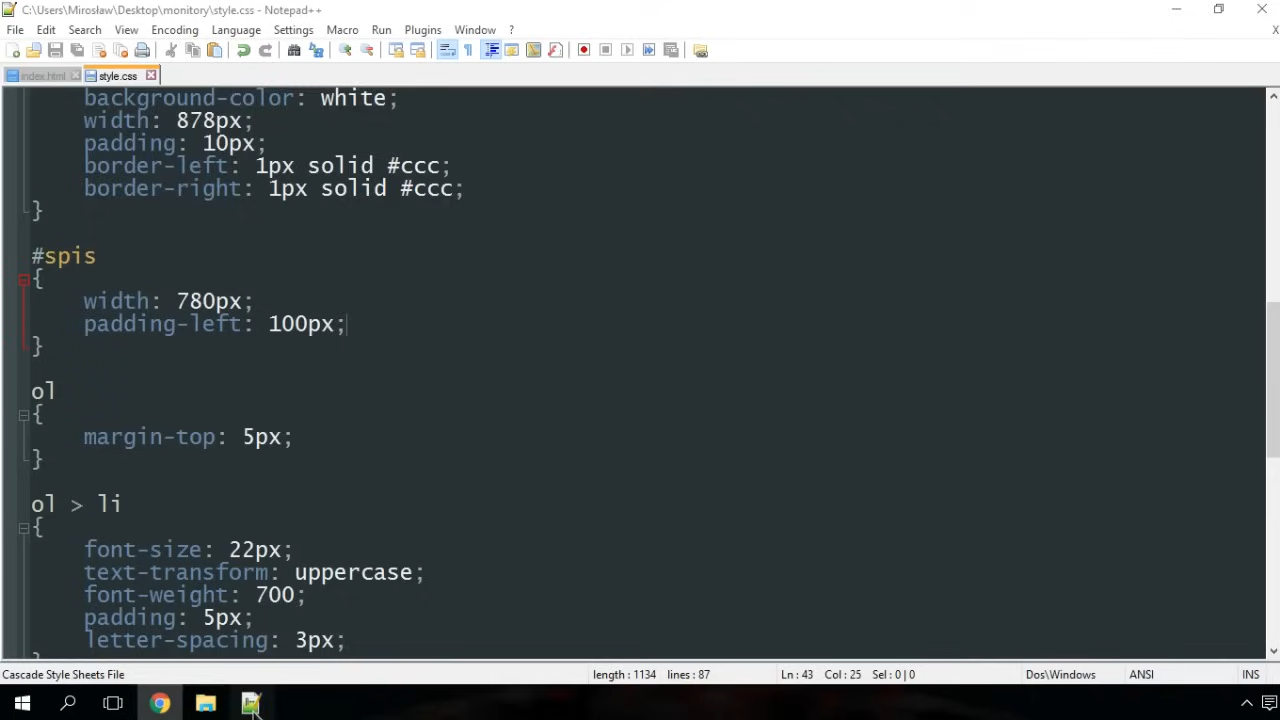 C:\Users\Mirosław\Desktop\monitory\style.css - Notepad++
File Edit Search View Encoding Language Settings Macro Run Plugins Window ? X
index.html style.css
background-color: white;
width: 878px;
padding: 10px;
border-left: 1px solid #ccc;
border-right: 1px solid #ccc;
}
#spis
{
width: 780px;
padding-left: 100px;
}
ol
{
margin-top: 5px;
}
ol > li
{
font-size: 22px;
text-transform: uppercase;
font-weight: 700;
padding: 5px;
letter-spacing: 3px;
Cascade Style Sheets File length : 1134 lines : 87 Ln : 43 Col : 25 Sel : 0 | 0 Dos\Windows ANSI INS